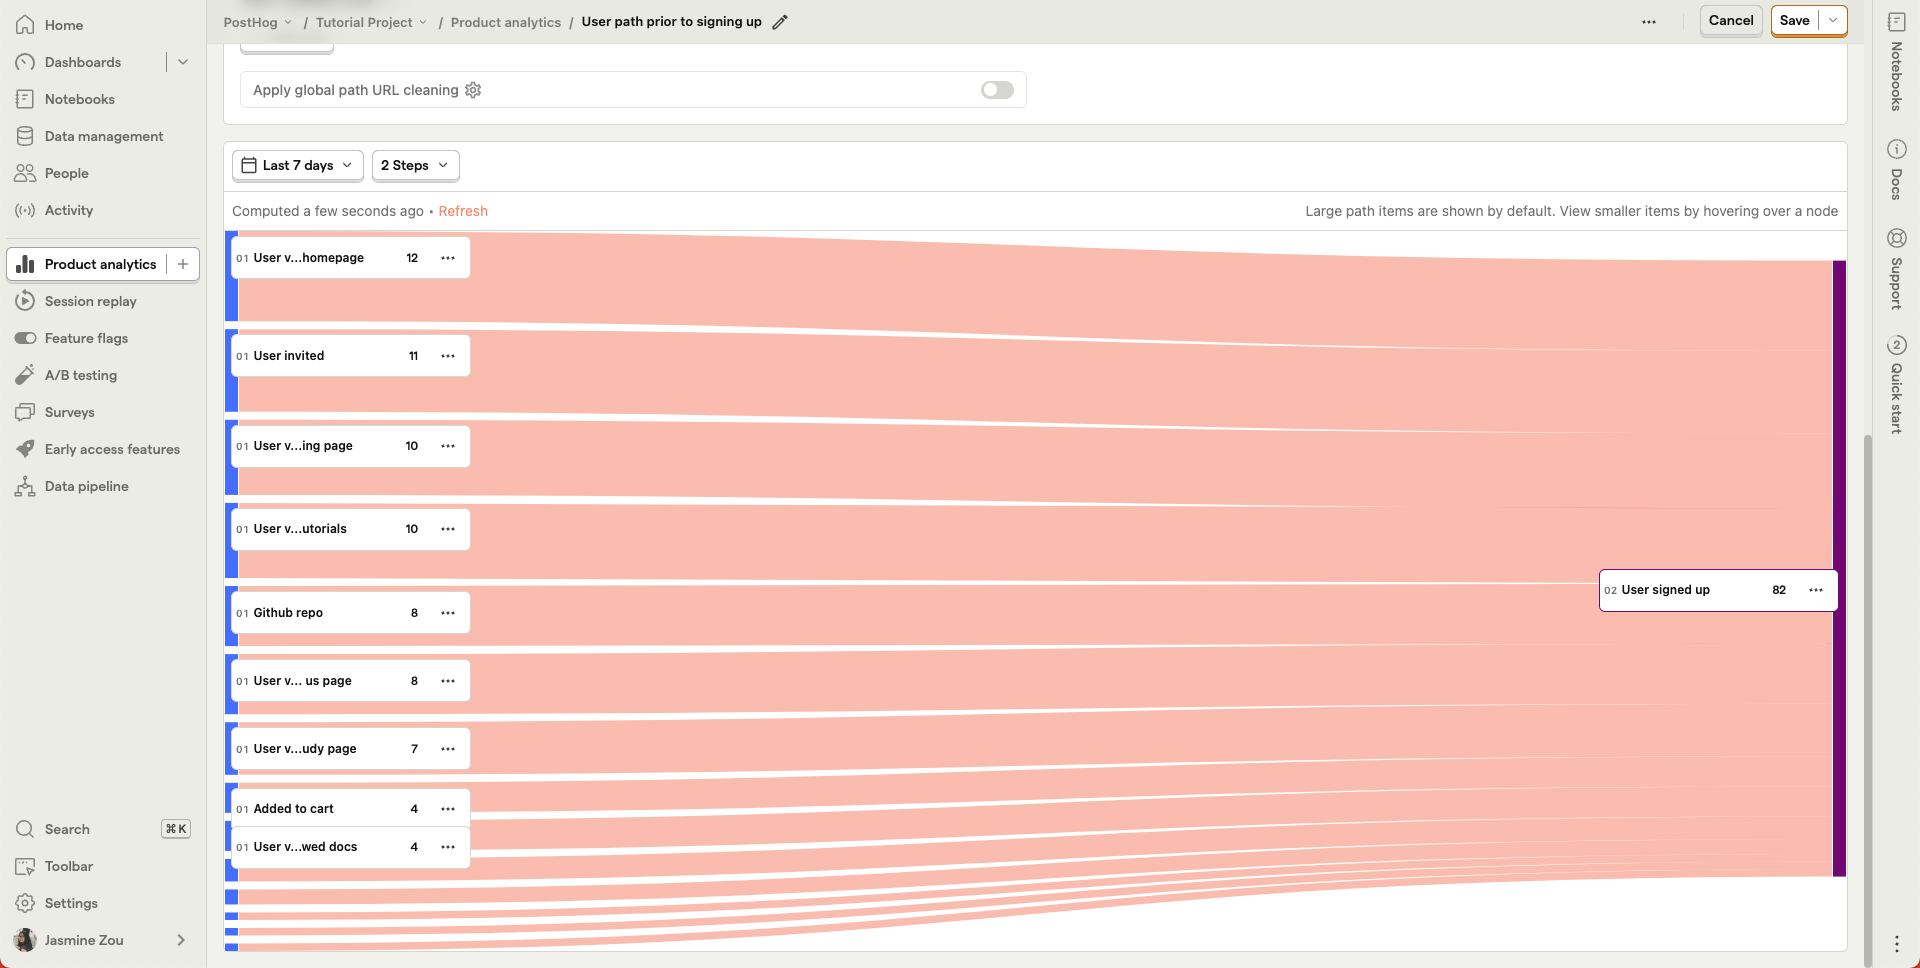 PostHog / Tutorial Project / Product analytics / User path prior to signing up
Cancel
Save
Home
Dashboards
Notebooks
Data management
People
Activity
Product analytics
Session replay
Feature flags
A/B testing
Surveys
Early access features
Data pipeline
Search ⌘ K
Toolbar
Settings
Jasmine Zou
Apply global path URL cleaning
Last 7 days
2 Steps
Computed a few seconds ago • Refresh
Large path items are shown by default. View smaller items by hovering over a node
01 User v...homepage 12
01 User invited 11
01 User v...ing page 10
01 User v...utorials 10
01 Github repo 8
01 User v... us page 8
01 User v...udy page 7
01 Added to cart 4
01 User v...wed docs 4
02 User signed up 82
Notebooks
Docs
Support
2 Quick start